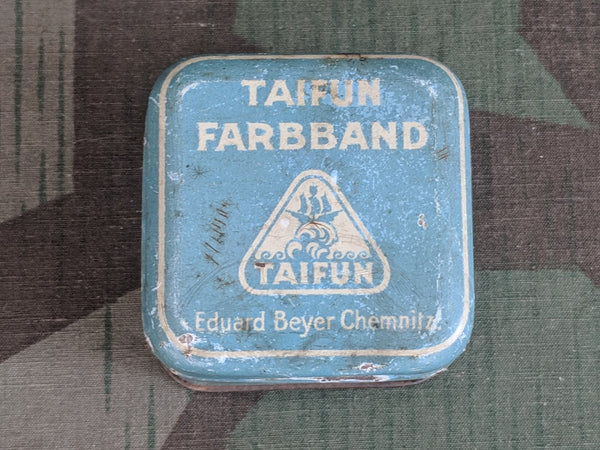 TAIFUN
FARBBAND
TAIFUN
Eduard Beyer Chemnitz